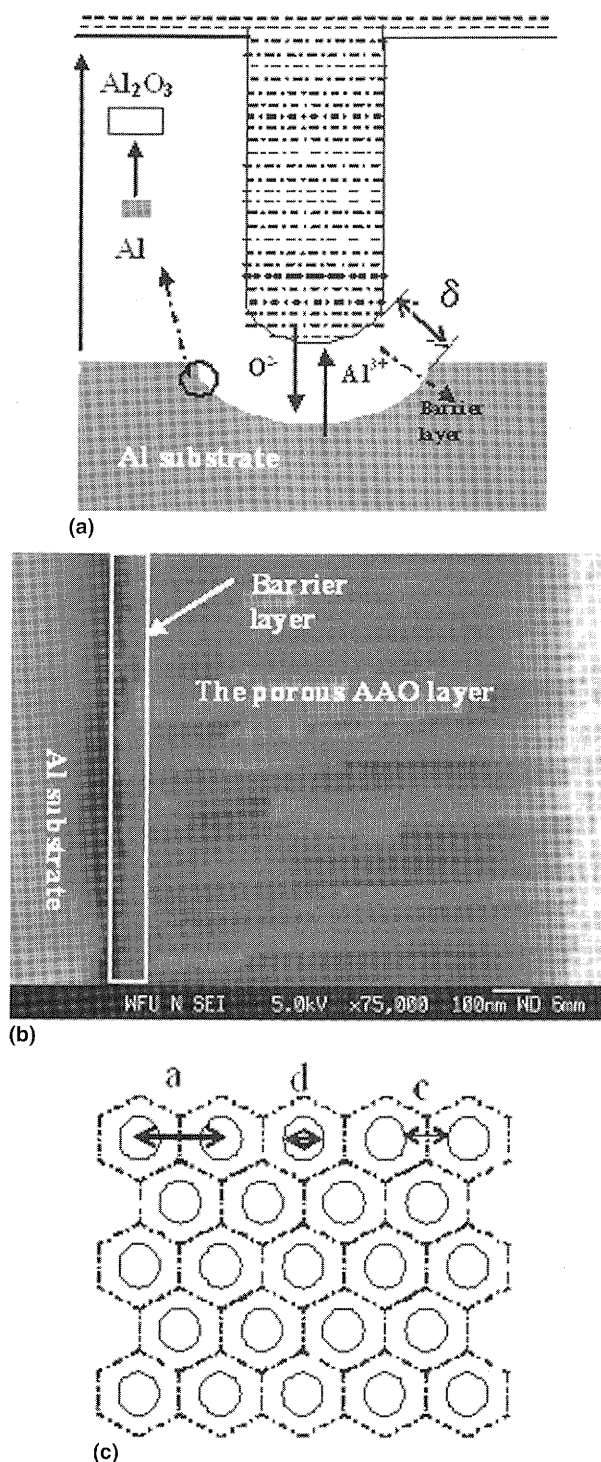 Al₂O₃
Al
δ
O²⁻
Al³⁺
Barrier
layer
Al substrate
(a)
Barrier
layer
The porous AAO layer
Al substrate
WFU N SEI 5.0kV x75,000 100nm WD 6mm
(b)
a d c
(c)